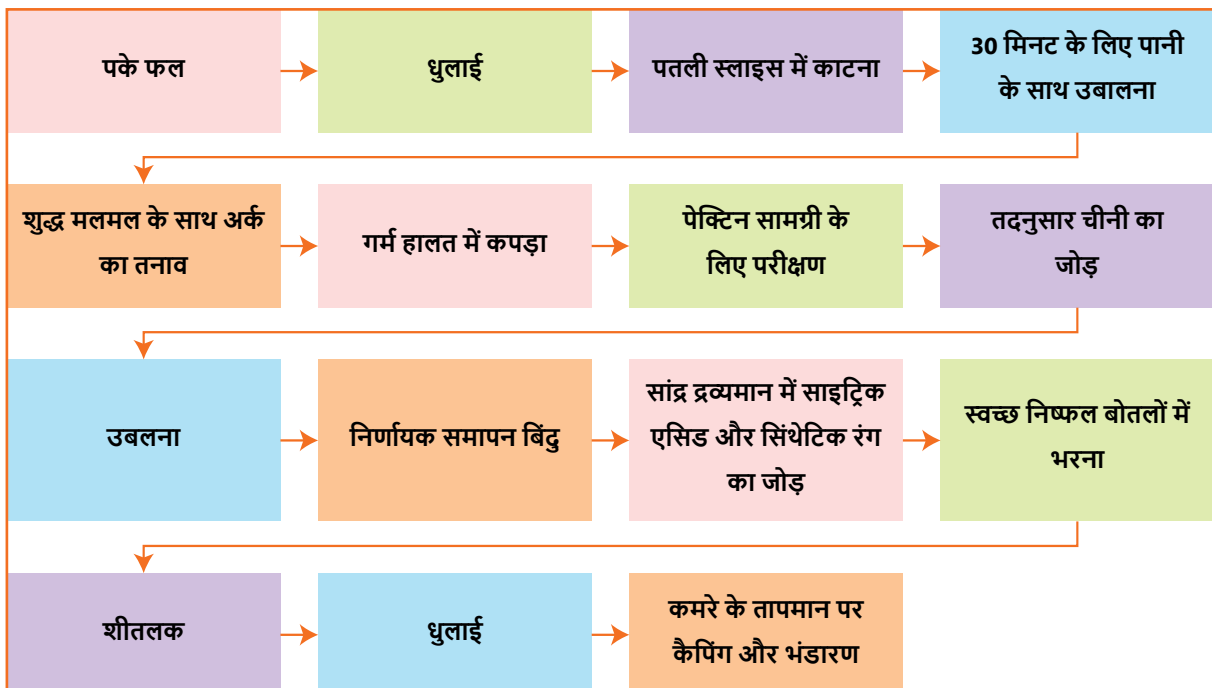 पके फल
धुलाई
पतली स्लाइस में काटना
30 मिनट के लिए पानी
के साथ उबालना
शुद्ध मलमल के साथ अर्क
का तनाव
गर्म हालत में कपड़ा
पेक्टिन सामग्री के
लिए परीक्षण
तदनुसार चीनी का
जोड़
उबलना
निर्णायक समापन बिंदु
सांद्र द्रव्यमान में साइट्रिक
एसिड और सिंथेटिक रंग
का जोड़
स्वच्छ निष्फल बोतलों में
भरना
शीतलक
धुलाई
कमरे के तापमान पर
कैपिंग और भंडारण